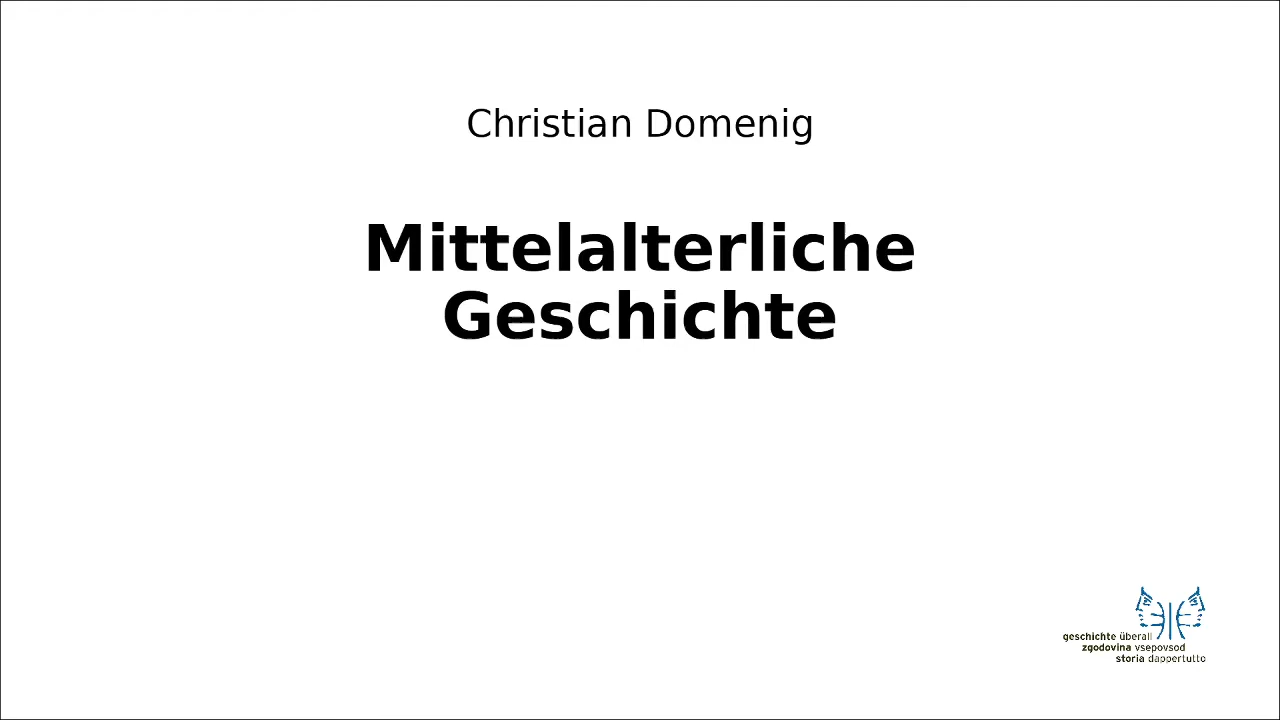 Christian Domenig
Mittelalterliche
Geschichte
geschichte überall
zgodovina vsepovsod
storia dappertutto